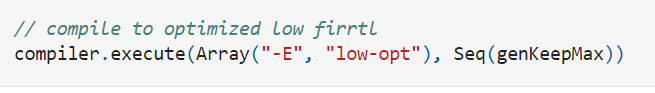 // compile to optimized low firrtl
compiler.execute(Array("-E", "low-opt"), Seq(genKeepMax))